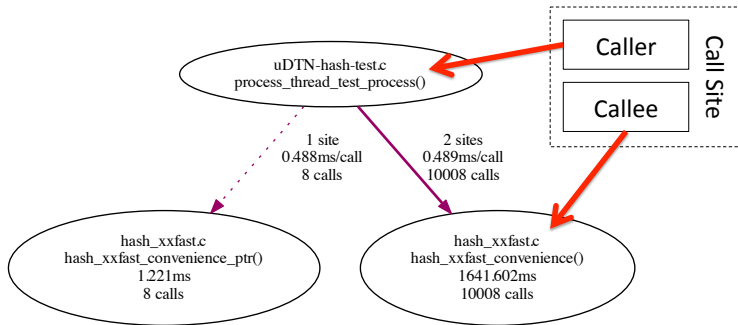 uDTN-hash-test.c
process_thread_test_process()
Caller
Callee
Call Site
1 site
0.488ms/call
8 calls
2 sites
0.489ms/call
10008 calls
hash_xxfast.c
hash_xxfast_convenience_ptr()
1.221ms
8 calls
hash_xxfast.c
hash_xxfast_convenience()
1641.602ms
10008 calls